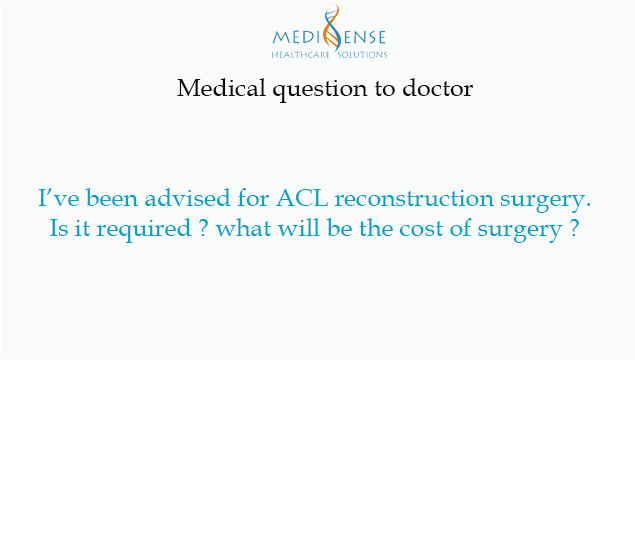 MEDISENSE
HEALTHCARE SOLUTIONS
Medical question to doctor
I've been advised for ACL reconstruction surgery.
Is it required ? what will be the cost of surgery ?